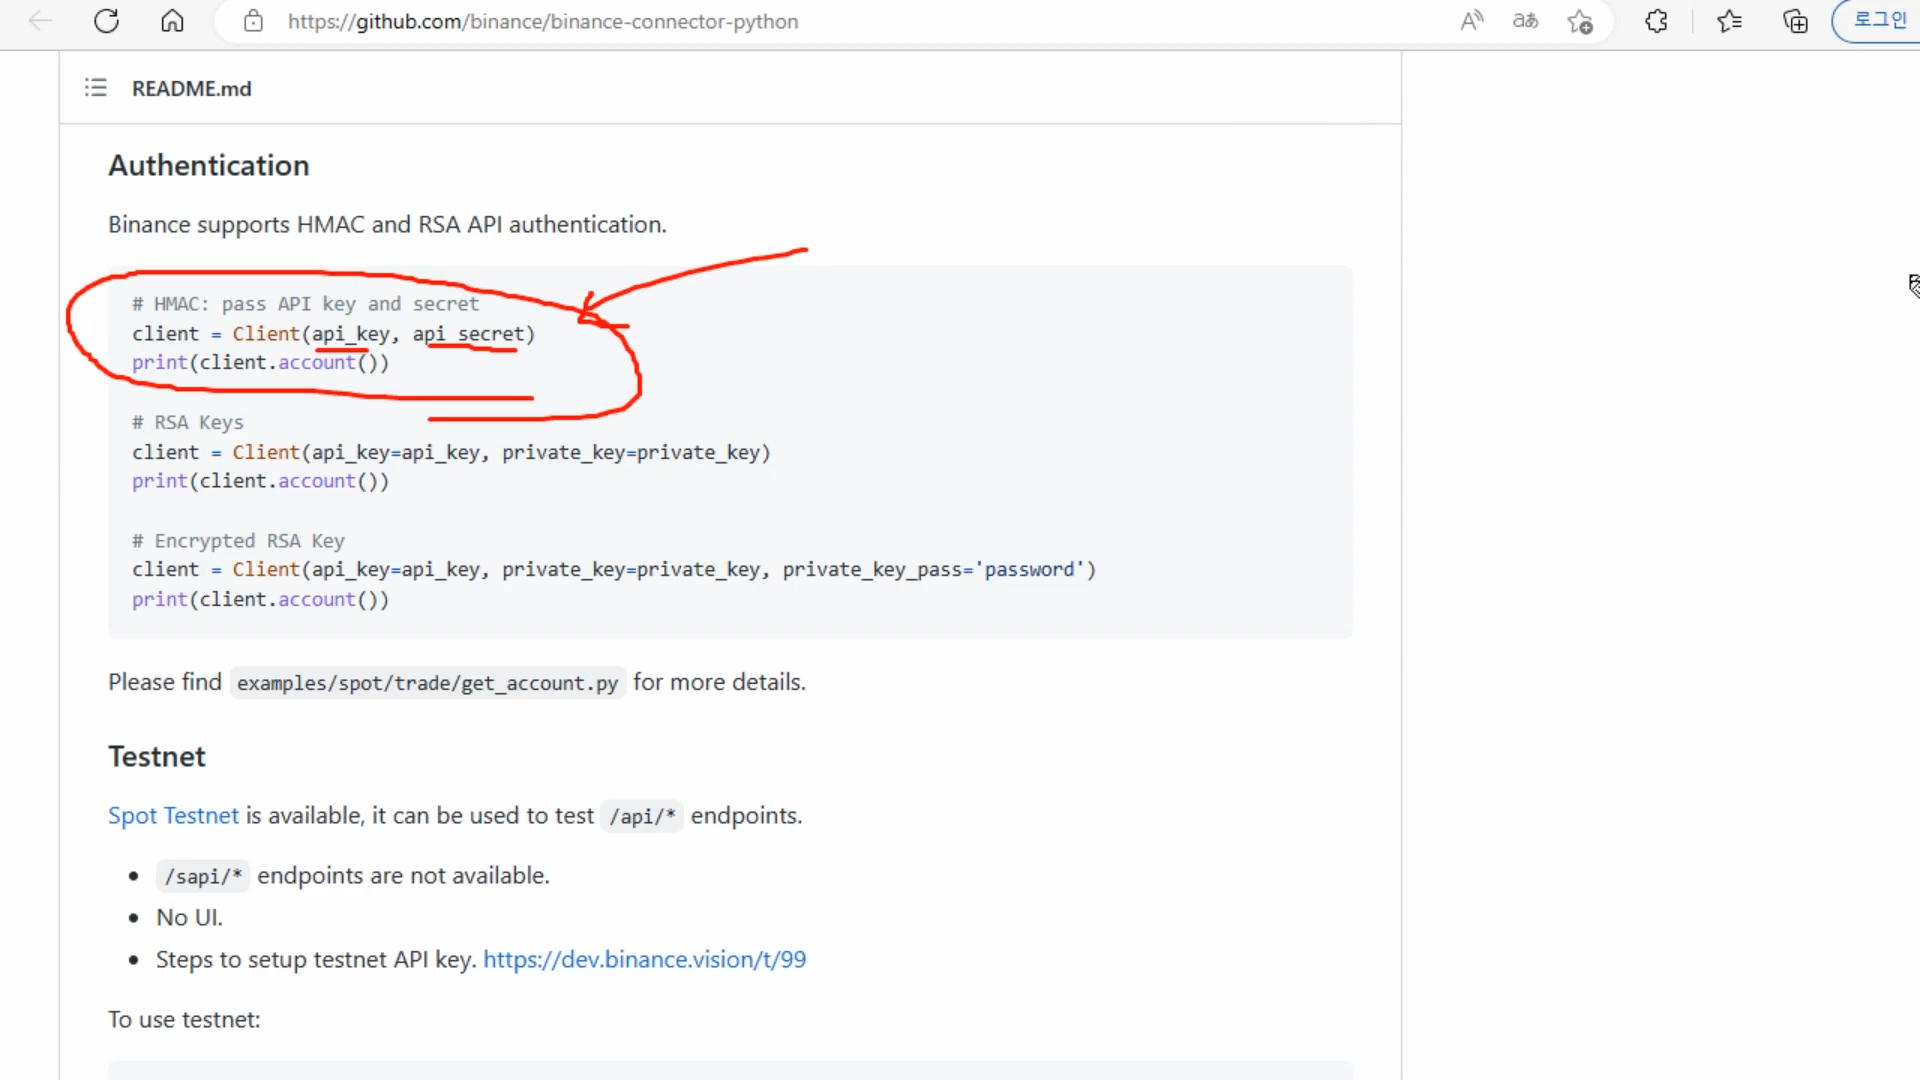 https://github.com/binance/binance-connector-python
로그인
README.md
Authentication
Binance supports HMAC and RSA API authentication.
# HMAC: pass API key and secret
client = Client(api_key, api_secret)
print(client.account())
# RSA Keys
client = Client(api_key=api_key, private_key=private_key)
print(client.account())
# Encrypted RSA Key
client = Client(api_key=api_key, private_key=private_key, private_key_pass='password')
print(client.account())
Please find examples/spot/trade/get_account.py for more details.
Testnet
Spot Testnet is available, it can be used to test /api/* endpoints.
/sapi/* endpoints are not available.
No UI.
Steps to setup testnet API key. https://dev.binance.vision/t/99
To use testnet: